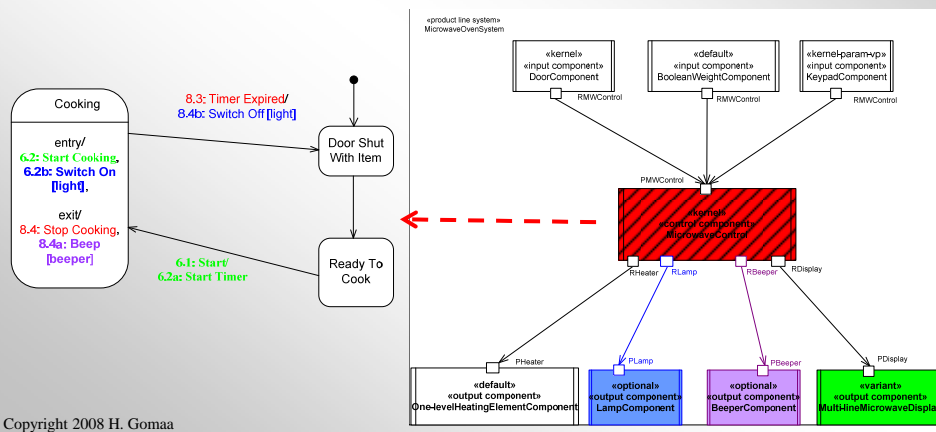 Cooking
entry/
6.2: Start Cooking,
6.2b: Switch On
[light],
exit/
8.4: Stop Cooking,
8.4a: Beep
[beeper]
8.3: Timer Expired/
8.4b: Switch Off [light]
Door Shut
With Item
Ready To
Cook
6.1: Start/
6.2a: Start Timer
Copyright 2008 H. Gomaa
«product line system»
MicrowaveOvenSystem
«kernel»
«input component»
DoorComponent
«default»
«input component»
BooleanWeightComponent
«kernel-param-vp»
«input component»
KeypadComponent
RMWControl
RMWControl
RMWControl
PMWControl
«kernel»
«control component»
MicrowaveControl
RHeater
RLamp
RBeeper
RDisplay
PHeater
PLamp
PBeeper
PDisplay
«default»
«output component»
One-levelHeatingElementComponent
«optional»
«output component»
LampComponent
«optional»
«output component»
BeeperComponent
«variant»
«output component»
Multi-lineMicrowaveDispla